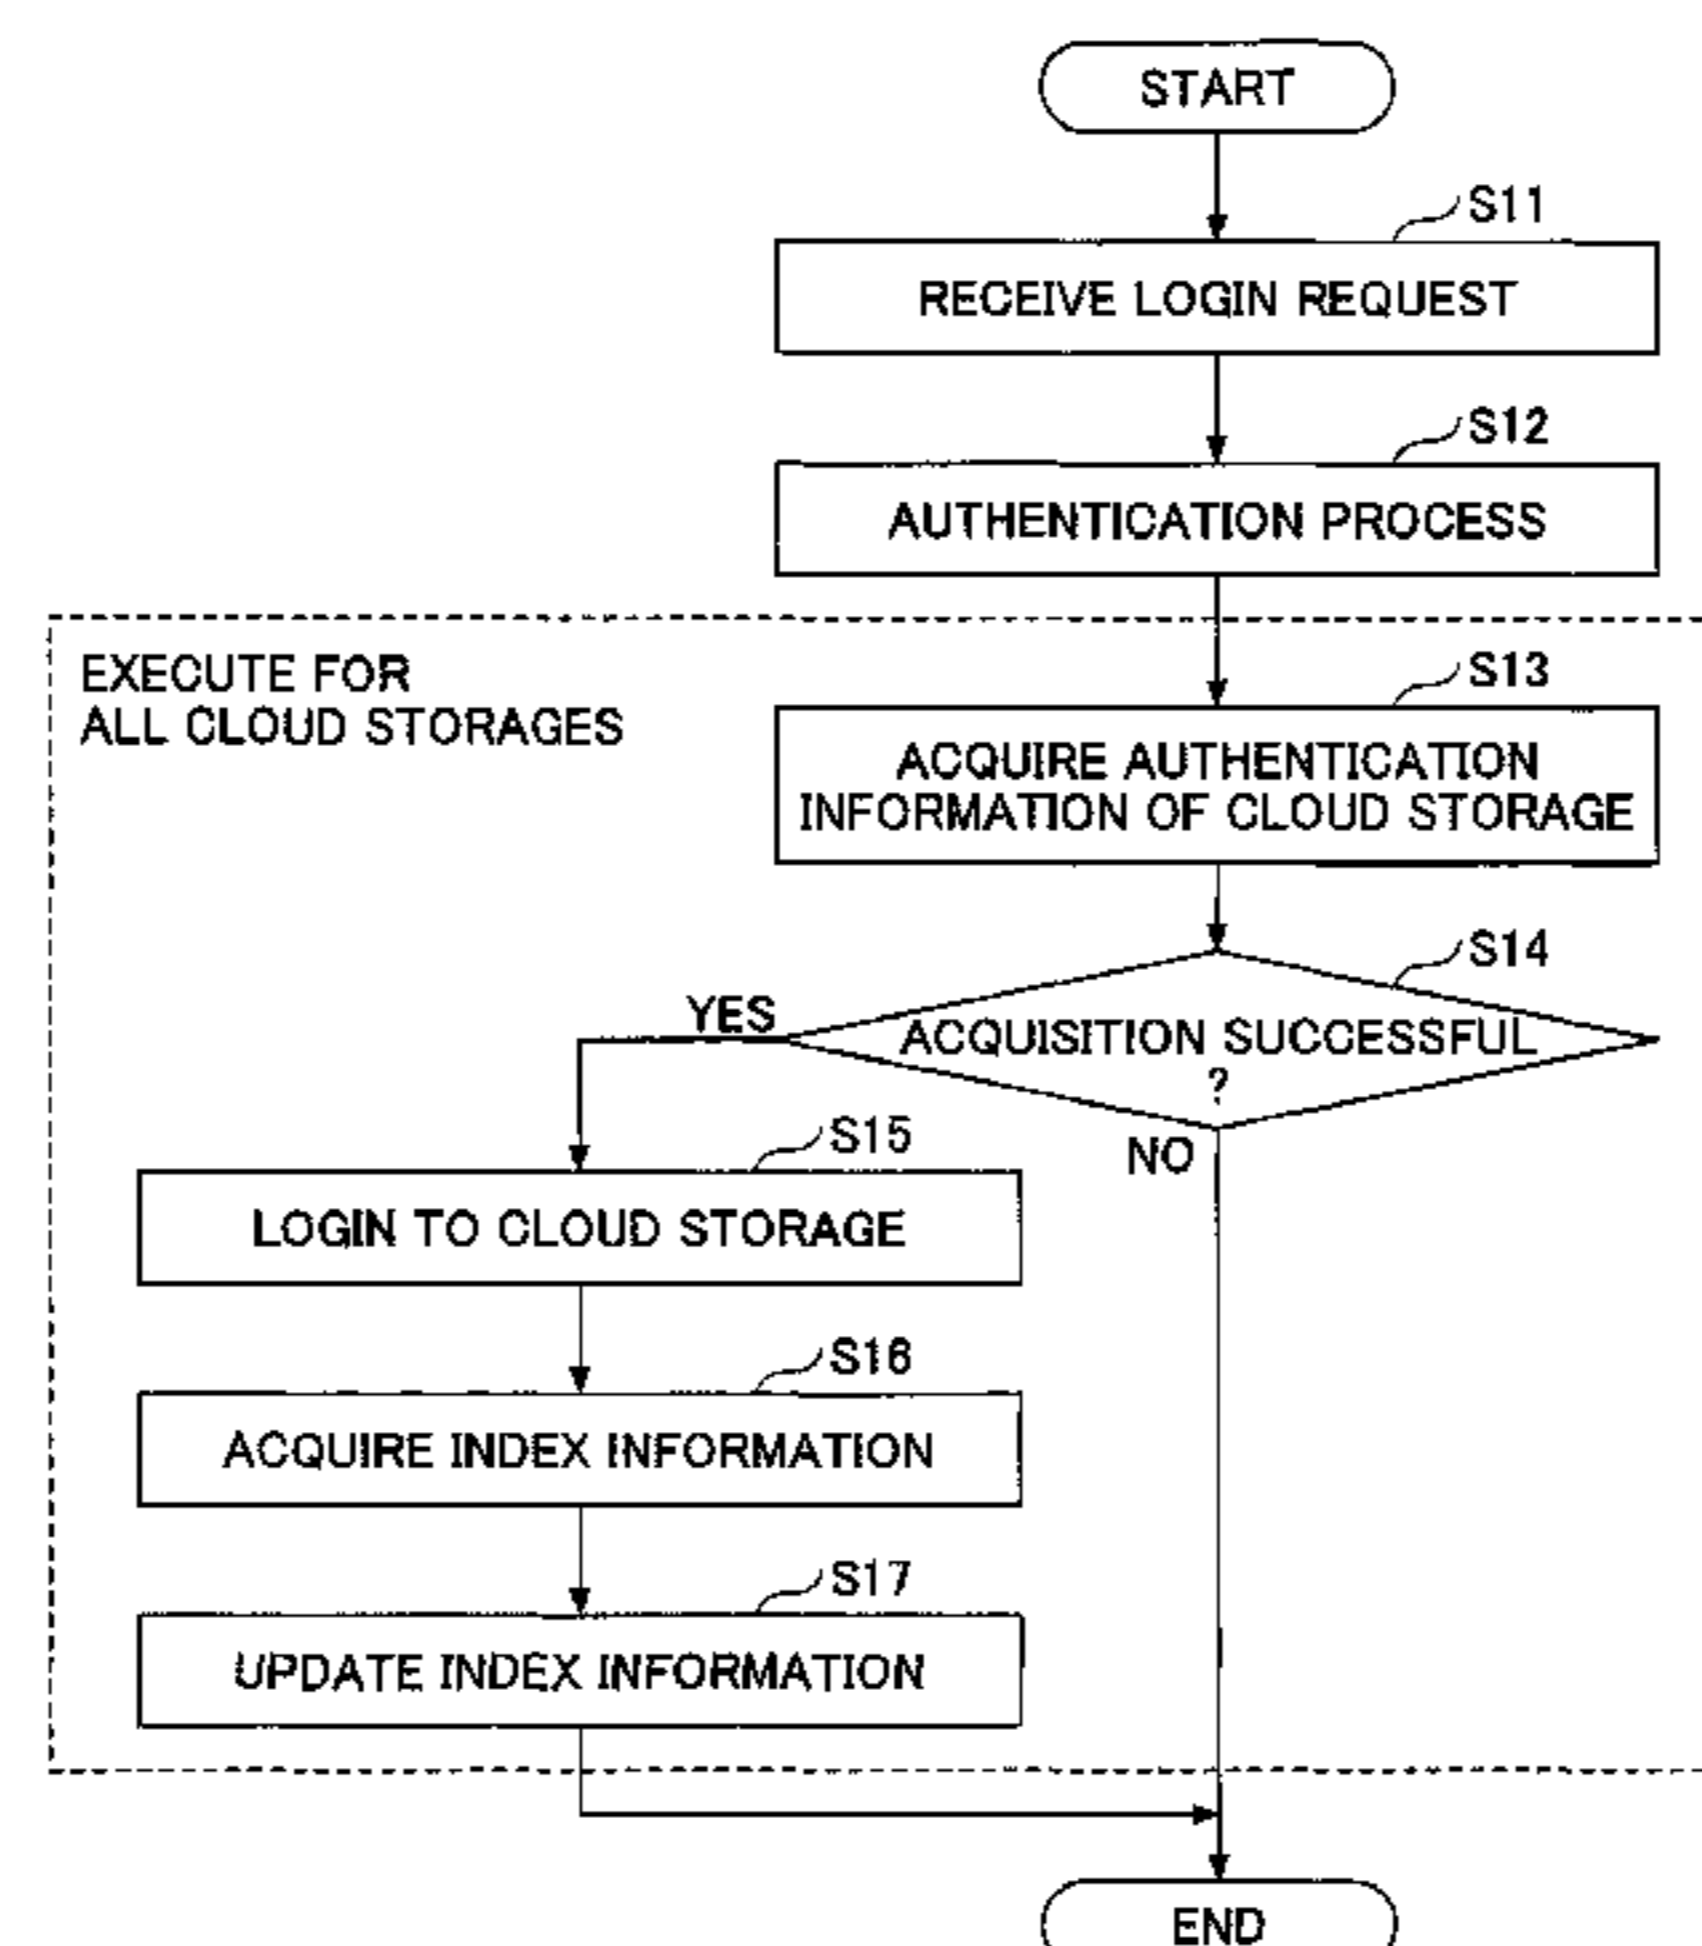 START
S11
RECEIVE LOGIN REQUEST
S12
AUTHENTICATION PROCESS
EXECUTE FOR
ALL CLOUD STORAGES
S13
ACQUIRE AUTHENTICATION
INFORMATION OF CLOUD STORAGE
S14
YES
ACQUISITION SUCCESSFUL
?
NO
S15
LOGIN TO CLOUD STORAGE
S16
ACQUIRE INDEX INFORMATION
S17
UPDATE INDEX INFORMATION
END